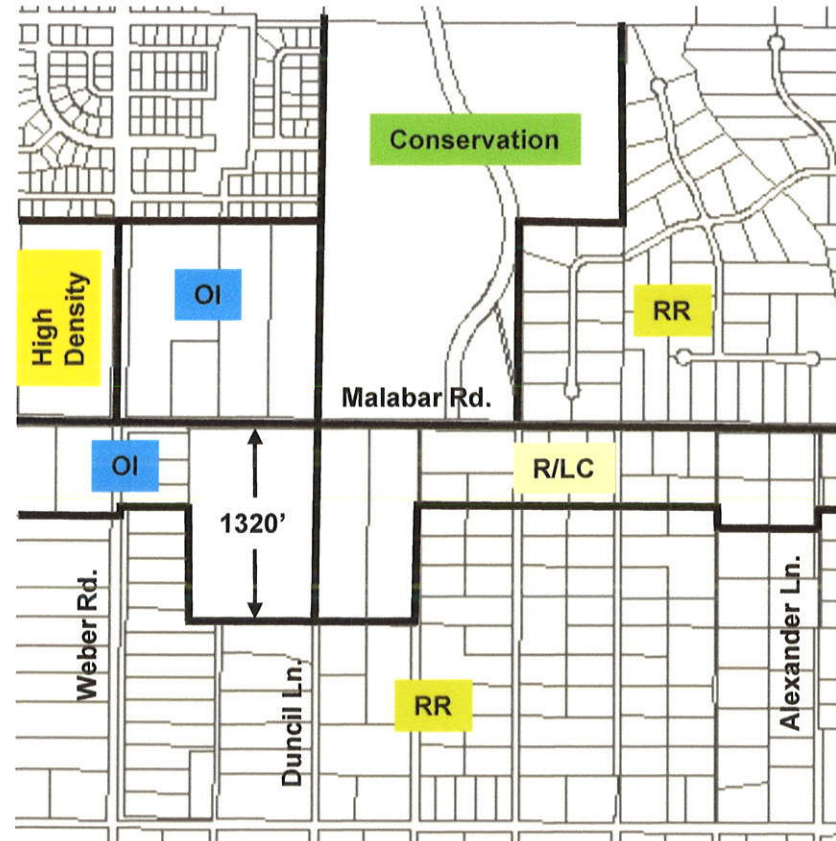 Conservation
High
Density
OI
RR
Malabar Rd.
OI
R/LC
1320’
Weber Rd.
Duncil Ln.
RR
Alexander Ln.